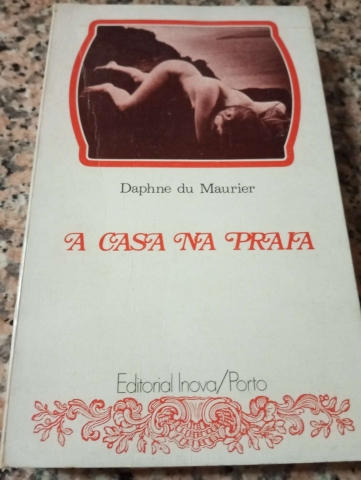 Daphne du Maurier
A CASA NA PRAIA
Editorial Inova/Porto